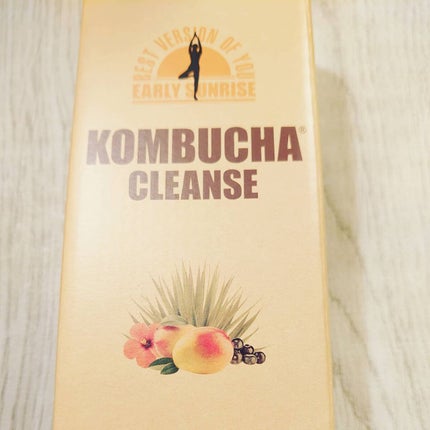 BEST VERSION OF YOU
EARLY SUNRISE
KOMBUCHA®
CLEANSE